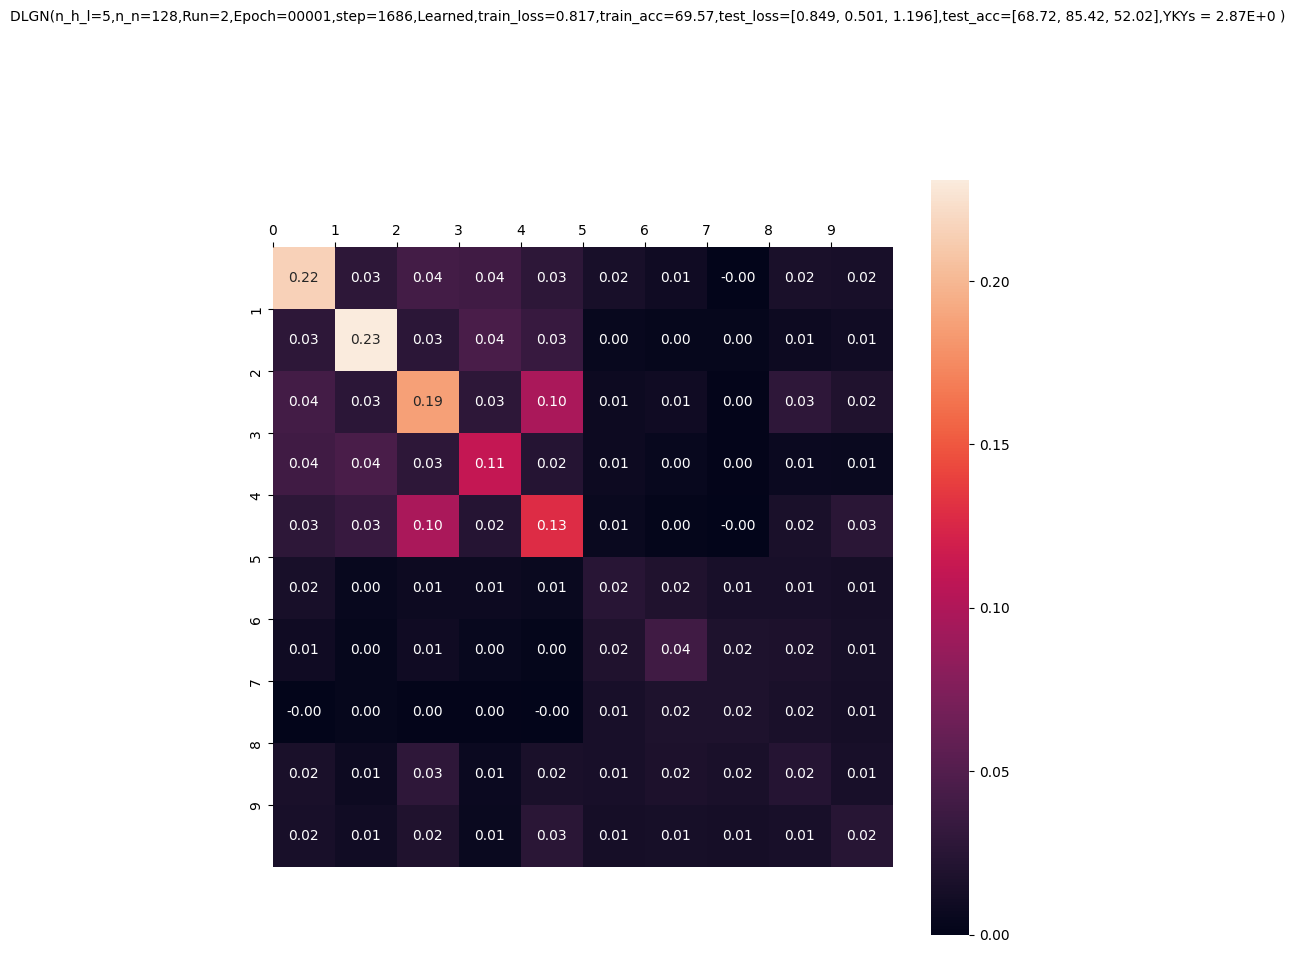 DLGN(n_h_l=5,n_n=128,Run=2,Epoch=00001,step=1686,Learned,train_loss=0.817,train_acc=69.57,test_loss=[0.849, 0.501, 1.196],test_acc=[68.72, 85.42, 52.02],YKYs = 2.87E+0 )
0 1 2 3 4 5 6 7 8 9
0.22 0.03 0.04 0.04 0.03 0.02 0.01 -0.00 0.02 0.02
1
0.03 0.23 0.03 0.04 0.03 0.00 0.00 0.00 0.01 0.01
2
0.04 0.03 0.19 0.03 0.10 0.01 0.01 0.00 0.03 0.02
3
0.04 0.04 0.03 0.11 0.02 0.01 0.00 0.00 0.01 0.01
4
0.03 0.03 0.10 0.02 0.13 0.01 0.00 -0.00 0.02 0.03
5
0.02 0.00 0.01 0.01 0.01 0.02 0.02 0.01 0.01 0.01
6
0.01 0.00 0.01 0.00 0.00 0.02 0.04 0.02 0.02 0.01
7
-0.00 0.00 0.00 0.00 -0.00 0.01 0.02 0.02 0.02 0.01
8
0.02 0.01 0.03 0.01 0.02 0.01 0.02 0.02 0.02 0.01
9
0.02 0.01 0.02 0.01 0.03 0.01 0.01 0.01 0.01 0.02
0.20
0.15
0.10
0.05
0.00